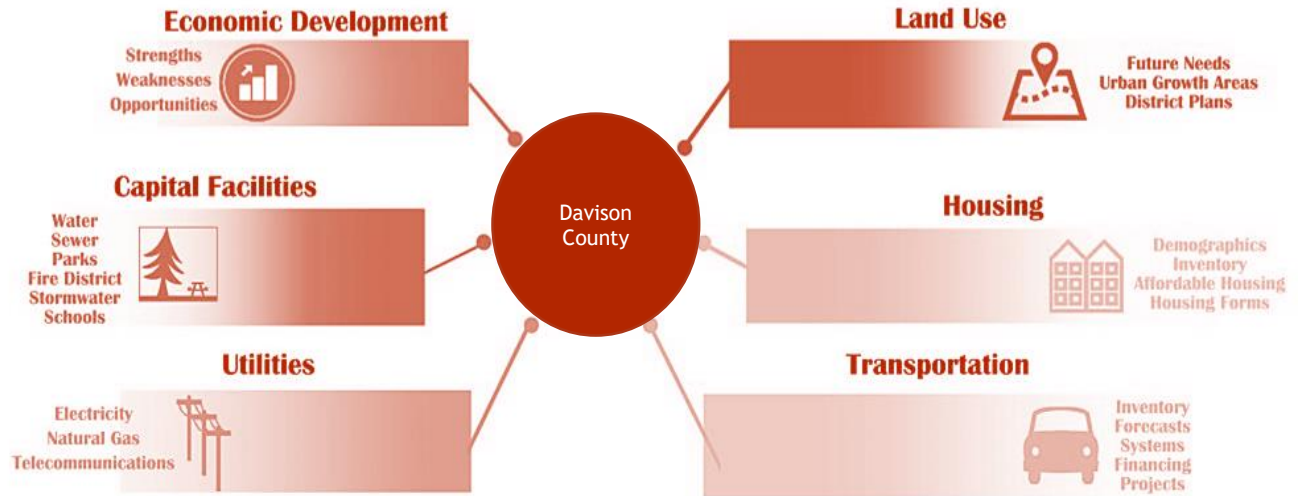 Economic Development
Strengths
Weaknesses
Opportunities
Land Use
Future Needs
Urban Growth Areas
District Plans
Capital Facilities
Water
Sewer
Parks
Fire District
Stormwater
Schools
Davison
County
Housing
Demographics
Inventory
Affordable Housing
Housing Forms
Utilities
Electricity
Natural Gas
Telecommunications
Transportation
Inventory
Forecasts
Systems
Financing
Projects